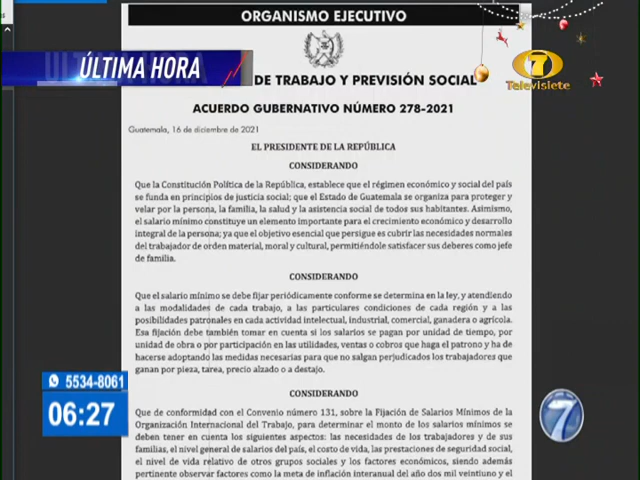 ORGANISMO EJECUTIVO
ÚLTIMA HORA
7
Televisiete
DE TRABAJO Y PREVISIÓN SOCIAL
ACUERDO GUBERNATIVO NÚMERO 278-2021
Guatemala, 16 de diciembre de 2021
EL PRESIDENTE DE LA REPÚBLICA
CONSIDERANDO
Que la Constitución Política de la República, establece que el régimen económico y social del país
se funda en principios de justicia social; que el Estado de Guatemala se organiza para proteger y
velar por la persona, la familia, la salud y la asistencia social de todos sus habitantes. Asimismo,
el salario mínimo constituye un elemento importante para el crecimiento económico y desarrollo
integral de la persona; ya que el objetivo esencial que persigue es cubrir las necesidades normales
del trabajador de orden material, moral y cultural, permitiéndole satisfacer sus deberes como jefe
de familia.
CONSIDERANDO
Que el salario mínimo se debe fijar periódicamente conforme se determina en la ley, y atendiendo
a las modalidades de cada trabajo, a las particulares condiciones de cada región y a las
posibilidades patronales en cada actividad intelectual, industrial, comercial, ganadera o agrícola.
Esa fijación debe también tomar en cuenta si los salarios se pagan por unidad de tiempo, por
unidad de obra o por participación en las utilidades, ventas o cobros que haga el patrono y ha de
hacerse adoptando las medidas necesarias para que no salgan perjudicados los trabajadores que
ganan por pieza, tarea, precio alzado o a destajo.
CONSIDERANDO
Que de conformidad con el Convenio número 131, sobre la Fijación de Salarios Mínimos de la
Organización Internacional del Trabajo, para determinar el monto de los salarios mínimos se
deben tener en cuenta los siguientes aspectos: las necesidades de los trabajadores y de sus
familias, el nivel general de salarios del país, el costo de vida, las prestaciones de seguridad social,
el nivel de vida relativo de otros grupos sociales y los factores económicos, siendo además
pertinente observar factores como la meta de inflación interanual del año dos mil veintiuno y el
5534-8061
06:27
7